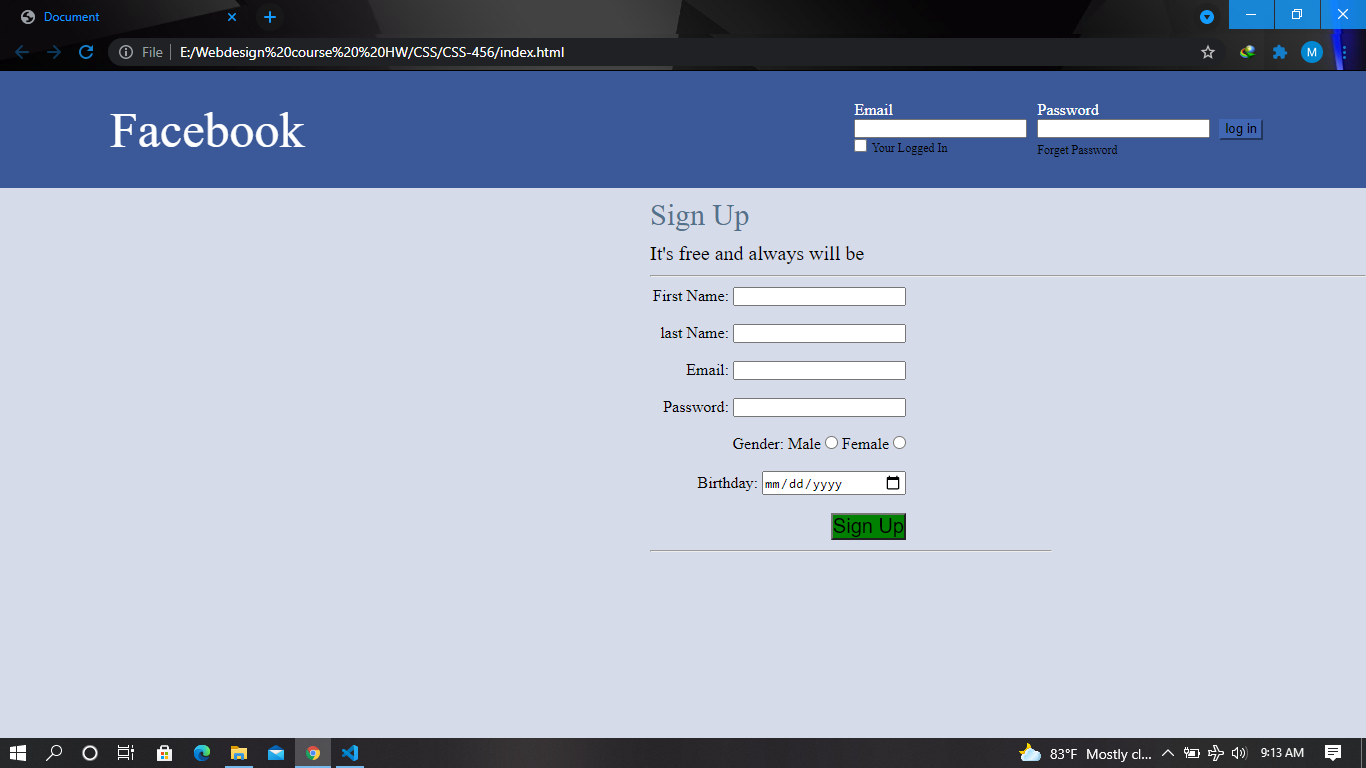 Document
File E:/Webdesign%20course%20%20HW/CSS/CSS-456/index.html
M
Facebook
Email Password
log in
Your Logged In Forget Password
Sign Up
It's free and always will be
First Name:
last Name:
Email:
Password:
Gender: Male Female
Birthday: mm/dd/yyyy
Sign Up
83°F Mostly cl... 9:13 AM